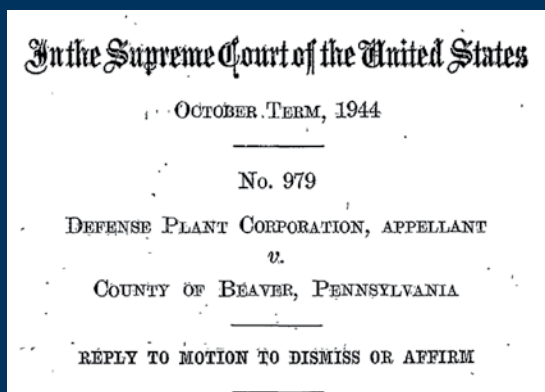 In the Supreme Court of the United States
OCTOBER TERM, 1944
No. 979
DEFENSE PLANT CORPORATION, APPELLANT
v.
COUNTY OF BEAVER, PENNSYLVANIA
REPLY TO MOTION TO DISMISS OR AFFIRM